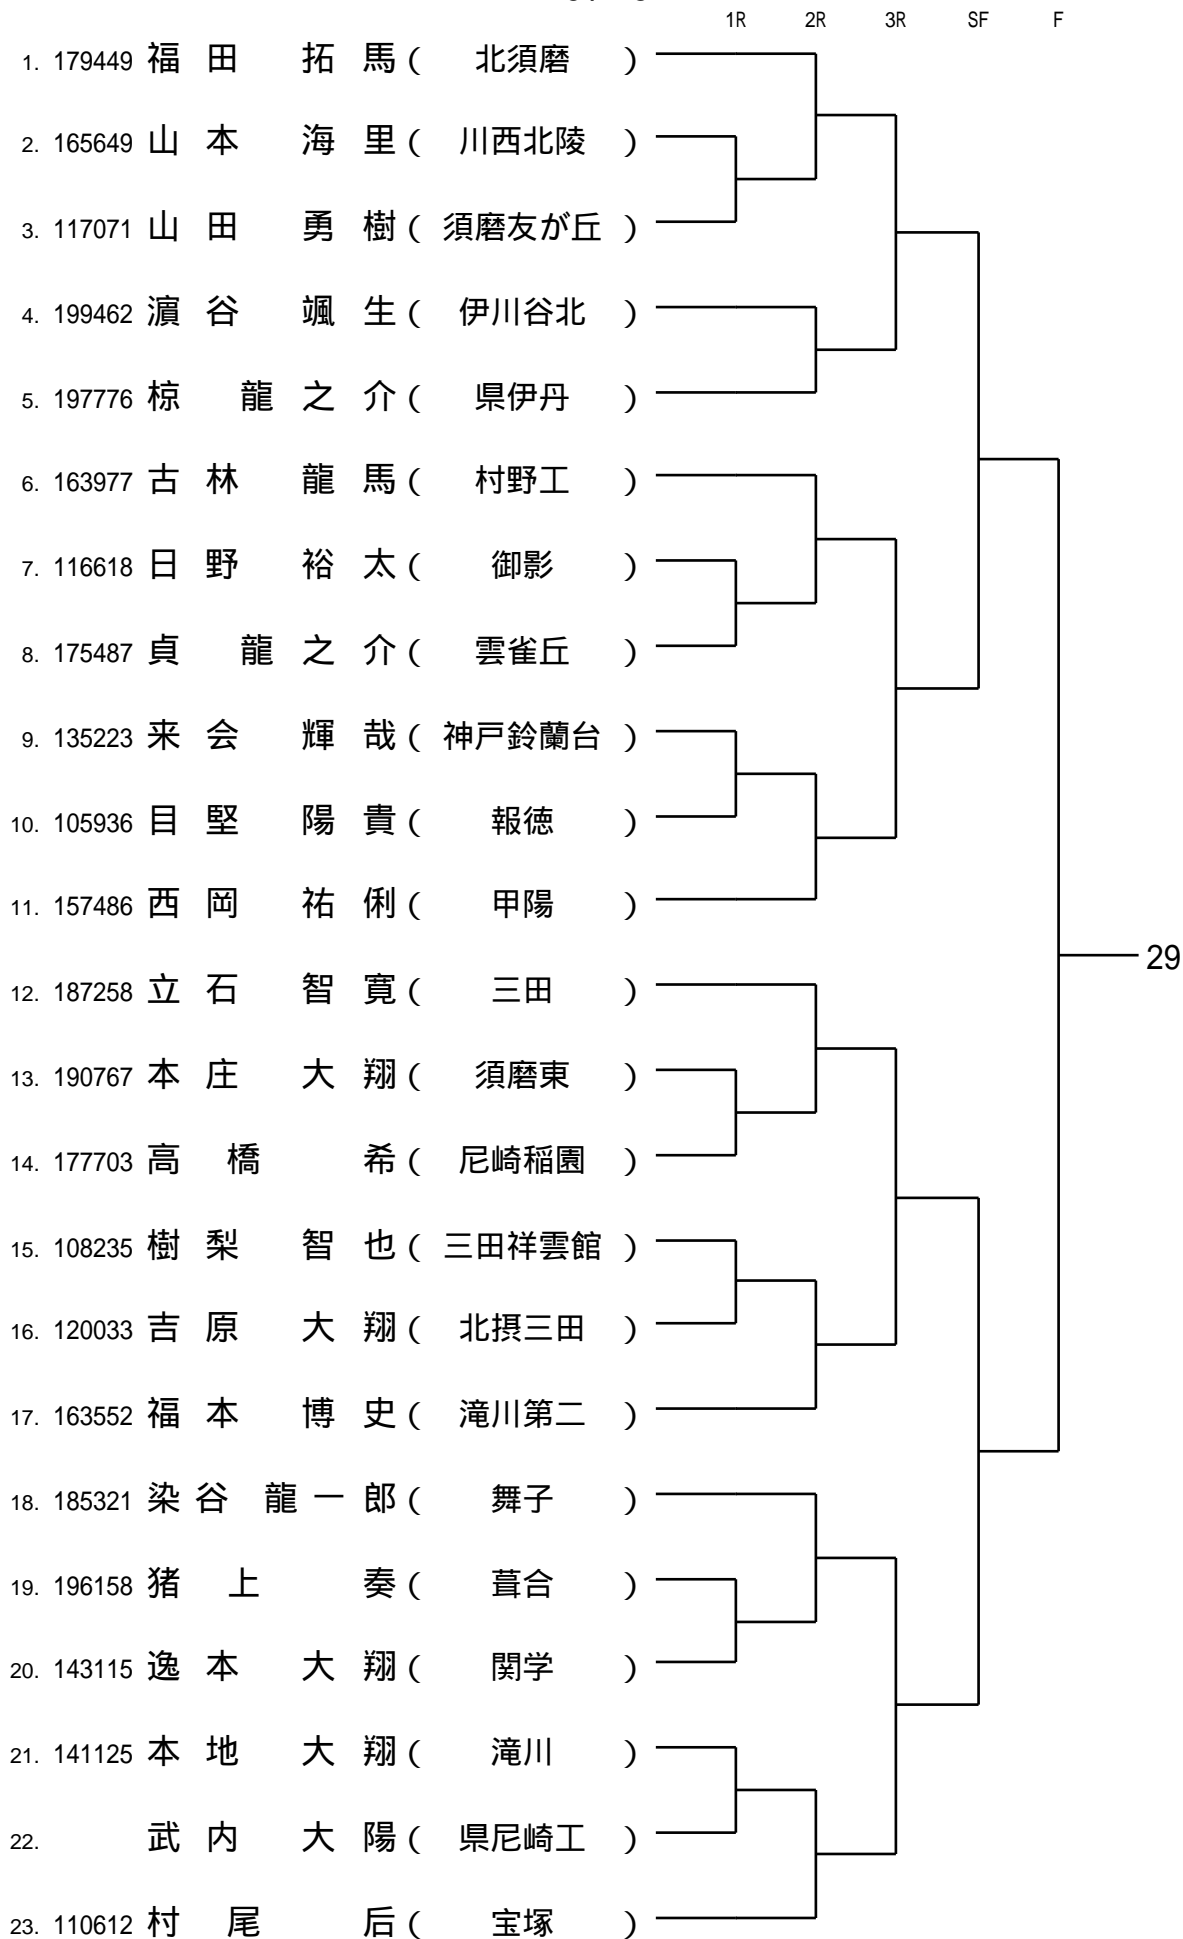 1R 2R 3R SF F
1. 179449 福田 拓馬 ( 北須磨 )
2. 165649 山本 海里 ( 川西北陵 )
3. 117071 山田 勇樹 ( 須磨友が丘 )
4. 199462 濵谷 颯生 ( 伊川谷北 )
5. 197776 椋 龍之介 ( 県伊丹 )
6. 163977 古林 龍馬 ( 村野工 )
7. 116618 日野 裕太 ( 御影 )
8. 175487 貞 龍之介 ( 雲雀丘 )
9. 135223 来会 輝哉 ( 神戸鈴蘭台 )
10. 105936 目堅 陽貴 ( 報徳 )
11. 157486 西岡 祐俐 ( 甲陽 )
29
12. 187258 立石 智寛 ( 三田 )
13. 190767 本庄 大翔 ( 須磨東 )
14. 177703 高橋 希 ( 尼崎稲園 )
15. 108235 樹梨 智也 ( 三田祥雲館 )
16. 120033 吉原 大翔 ( 北摂三田 )
17. 163552 福本 博史 ( 滝川第二 )
18. 185321 染谷 龍一郎 ( 舞子 )
19. 196158 猪上 奏 ( 葺合 )
20. 143115 逸本 大翔 ( 関学 )
21. 141125 本地 大翔 ( 滝川 )
22. 武内 大陽 ( 県尼崎工 )
23. 110612 村尾 后 ( 宝塚 )